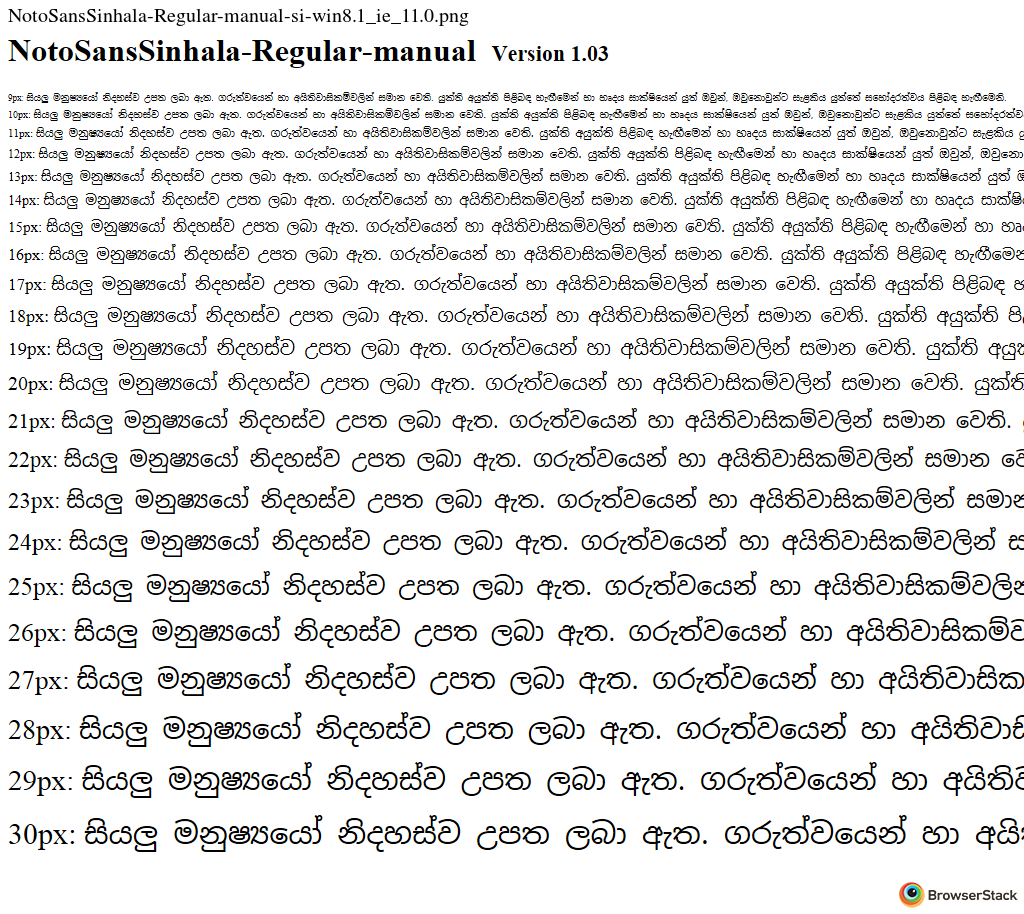 NotoSansSinhala-Regular-manual-si-win8.1_ie_11.0.png
NotoSansSinhala-Regular-manual Version 1.03
9px: සියලු මනුෂ්‍යයෝ නිදහස්ව උපත ලබා ඇත. ගරුත්වයෙන් හා අයිතිවාසිකම්වලින් සමාන වෙති. යුක්ති අයුක්ති පිළිබඳ හැඟීමෙන් හා හෘදය සාක්ෂියෙන් යුත් ඔවුන්, ඔවුනොවුන්ට සැළකිය යුත්තේ සහෝදරත්වය පිළිබඳ හැඟීමෙනි.
10px: සියලු මනුෂ්‍යයෝ නිදහස්ව උපත ලබා ඇත. ගරුත්වයෙන් හා අයිතිවාසිකම්වලින් සමාන වෙති. යුක්ති අයුක්ති පිළිබඳ හැඟීමෙන් හා හෘදය සාක්ෂියෙන් යුත් ඔවුන්, ඔවුනොවුන්ට සැළකිය යුත්තේ
11px: සියලු මනුෂ්‍යයෝ නිදහස්ව උපත ලබා ඇත. ගරුත්වයෙන් හා අයිතිවාසිකම්වලින් සමාන වෙති. යුක්ති අයුක්ති පිළිබඳ හැඟීමෙන් හා හෘදය සාක්ෂියෙන් යුත් ඔවුන්, ඔවුනොවුන්ට සැළකිය
12px: සියලු මනුෂ්‍යයෝ නිදහස්ව උපත ලබා ඇත. ගරුත්වයෙන් හා අයිතිවාසිකම්වලින් සමාන වෙති. යුක්ති අයුක්ති පිළිබඳ හැඟීමෙන් හා හෘදය සාක්ෂියෙන් යුත් ඔවුන්,
13px: සියලු මනුෂ්‍යයෝ නිදහස්ව උපත ලබා ඇත. ගරුත්වයෙන් හා අයිතිවාසිකම්වලින් සමාන වෙති. යුක්ති අයුක්ති පිළිබඳ හැඟීමෙන් හා හෘදය සාක්ෂියෙන් යුත්
14px: සියලු මනුෂ්‍යයෝ නිදහස්ව උපත ලබා ඇත. ගරුත්වයෙන් හා අයිතිවාසිකම්වලින් සමාන වෙති. යුක්ති අයුක්ති පිළිබඳ හැඟීමෙන් හා හෘදය
15px: සියලු මනුෂ්‍යයෝ නිදහස්ව උපත ලබා ඇත. ගරුත්වයෙන් හා අයිතිවාසිකම්වලින් සමාන වෙති. යුක්ති අයුක්ති පිළිබඳ හැඟීමෙන් හා
16px: සියලු මනුෂ්‍යයෝ නිදහස්ව උපත ලබා ඇත. ගරුත්වයෙන් හා අයිතිවාසිකම්වලින් සමාන වෙති. යුක්ති අයුක්ති පිළිබඳ
17px: සියලු මනුෂ්‍යයෝ නිදහස්ව උපත ලබා ඇත. ගරුත්වයෙන් හා අයිතිවාසිකම්වලින් සමාන වෙති. යුක්ති අයුක්ති පිළිබඳ
18px: සියලු මනුෂ්‍යයෝ නිදහස්ව උපත ලබා ඇත. ගරුත්වයෙන් හා අයිතිවාසිකම්වලින් සමාන වෙති. යුක්ති අයුක්ති
19px: සියලු මනුෂ්‍යයෝ නිදහස්ව උපත ලබා ඇත. ගරුත්වයෙන් හා අයිතිවාසිකම්වලින් සමාන වෙති. යුක්ති
20px: සියලු මනුෂ්‍යයෝ නිදහස්ව උපත ලබා ඇත. ගරුත්වයෙන් හා අයිතිවාසිකම්වලින් සමාන වෙති. යුක්ති
21px: සියලු මනුෂ්‍යයෝ නිදහස්ව උපත ලබා ඇත. ගරුත්වයෙන් හා අයිතිවාසිකම්වලින් සමාන වෙති.
22px: සියලු මනුෂ්‍යයෝ නිදහස්ව උපත ලබා ඇත. ගරුත්වයෙන් හා අයිතිවාසිකම්වලින් සමාන
23px: සියලු මනුෂ්‍යයෝ නිදහස්ව උපත ලබා ඇත. ගරුත්වයෙන් හා අයිතිවාසිකම්වලින් සමාන
24px: සියලු මනුෂ්‍යයෝ නිදහස්ව උපත ලබා ඇත. ගරුත්වයෙන් හා අයිතිවාසිකම්වලින්
25px: සියලු මනුෂ්‍යයෝ නිදහස්ව උපත ලබා ඇත. ගරුත්වයෙන් හා අයිතිවාසිකම්වලින්
26px: සියලු මනුෂ්‍යයෝ නිදහස්ව උපත ලබා ඇත. ගරුත්වයෙන් හා අයිතිවාසිකම්ව
27px: සියලු මනුෂ්‍යයෝ නිදහස්ව උපත ලබා ඇත. ගරුත්වයෙන් හා අයිතිවාසික
28px: සියලු මනුෂ්‍යයෝ නිදහස්ව උපත ලබා ඇත. ගරුත්වයෙන් හා අයිතිවාසි
29px: සියලු මනුෂ්‍යයෝ නිදහස්ව උපත ලබා ඇත. ගරුත්වයෙන් හා අයිතිව
30px: සියලු මනුෂ්‍යයෝ නිදහස්ව උපත ලබා ඇත. ගරුත්වයෙන් හා අයිති
BrowserStack